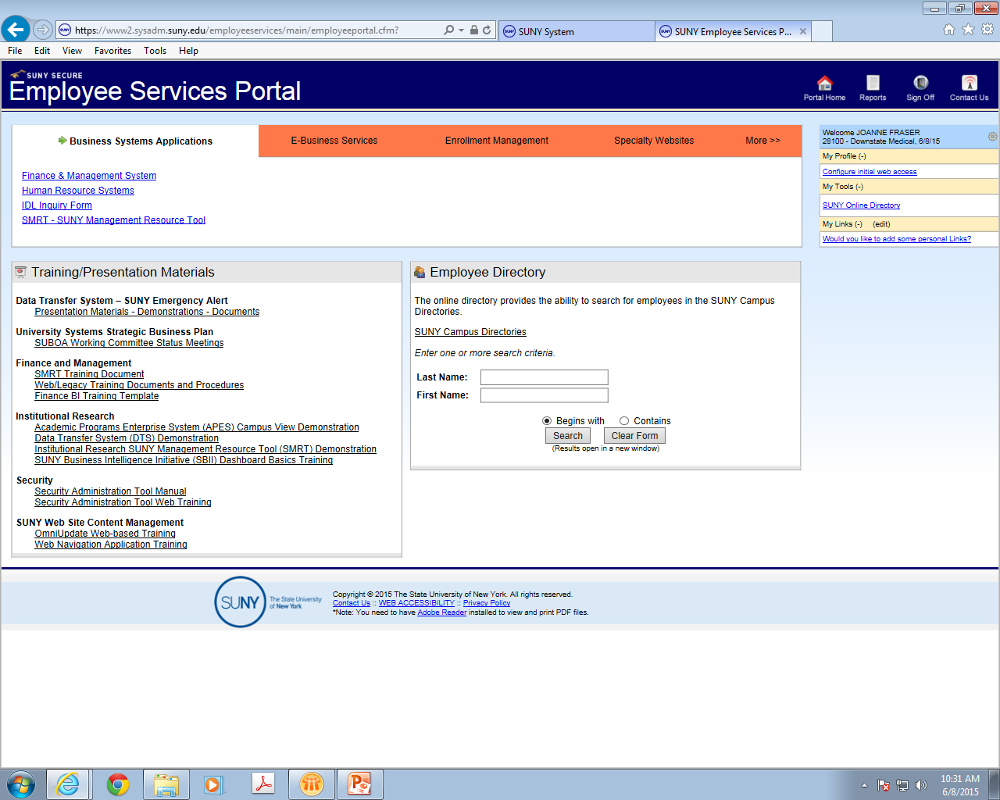 https://www2.sysadm.suny.edu/employeeservices/main/employeeportal.cfm?
SUNY System
SUNY Employee Services P...
File Edit View Favorites Tools Help
SUNY SECURE
Employee Services Portal
Portal Home Reports Sign Off Contact Us
Business Systems Applications
E-Business Services
Enrollment Management
Specialty Websites
More >>
Finance & Management System
Human Resource Systems
IDL Inquiry Form
SMRT - SUNY Management Resource Tool
Welcome JOANNE FRASER
28100 - Downstate Medical, 6/8/15
My Profile (-)
Configure initial web access
My Tools (-)
SUNY Online Directory
My Links (-) (edit)
Would you like to add some personal Links?
Training/Presentation Materials
Data Transfer System – SUNY Emergency Alert
Presentation Materials - Demonstrations - Documents
University Systems Strategic Business Plan
SUBOA Working Committee Status Meetings
Finance and Management
SMRT Training Document
Web/Legacy Training Documents and Procedures
Finance BI Training Template
Institutional Research
Academic Programs Enterprise System (APES) Campus View Demonstration
Data Transfer System (DTS) Demonstration
Institutional Research SUNY Management Resource Tool (SMRT) Demonstration
SUNY Business Intelligence Initiative (SBII) Dashboard Basics Training
Security
Security Administration Tool Manual
Security Administration Tool Web Training
SUNY Web Site Content Management
OmniUpdate Web-based Training
Web Navigation Application Training
Employee Directory
The online directory provides the ability to search for employees in the SUNY Campus
Directories.
SUNY Campus Directories
Enter one or more search criteria.
Last Name:
First Name:
Begins with Contains
Search Clear Form
(Results open in a new window)
SUNY
The State University
of New York
Copyright © 2015 The State University of New York. All rights reserved.
Contact Us :: WEB ACCESSIBILITY :: Privacy Policy
*Note: You need to have Adobe Reader installed to view and print PDF files.
10:31 AM
6/8/2015